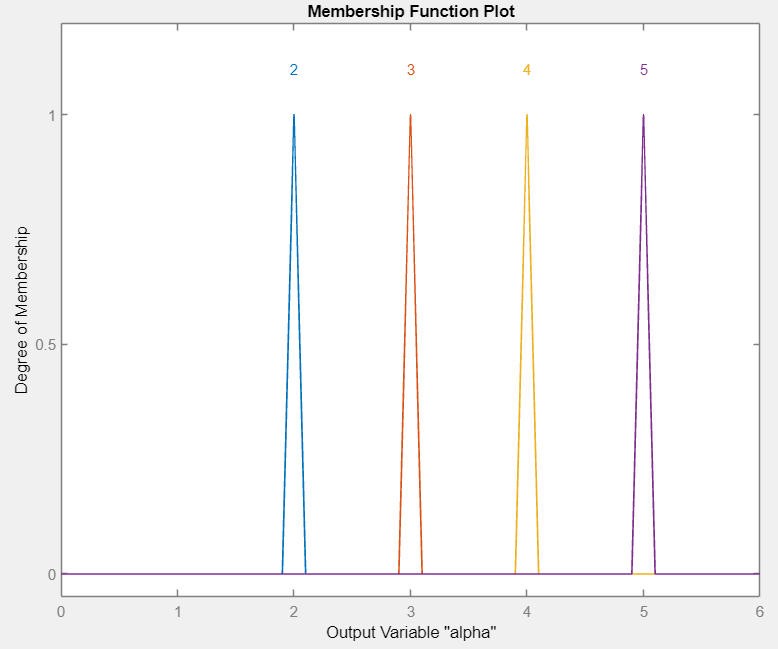 Membership Function Plot
2 3 4 5
1
0.5
0
Degree of Membership
0 1 2 3 4 5 6
Output Variable "alpha"